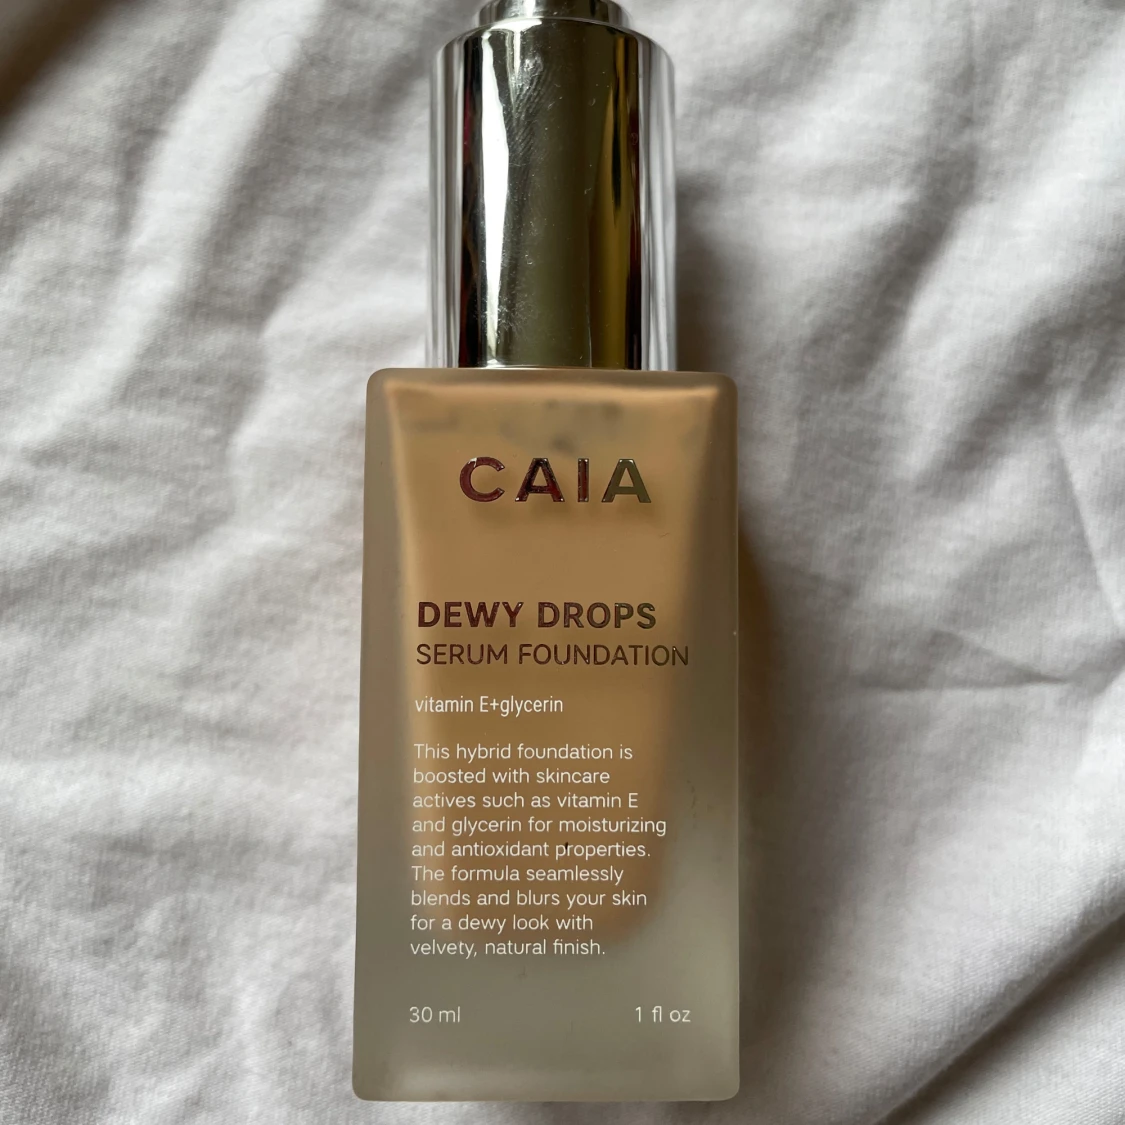 CAIA
DEWY DROPS
SERUM FOUNDATION
vitamin E+glycerin
This hybrid foundation is
boosted with skincare
actives such as vitamin E
and glycerin for moisturizing
and antioxidant properties.
The formula seamlessly
blends and blurs your skin
for a dewy look with
velvety, natural finish.
30 ml 1 fl oz